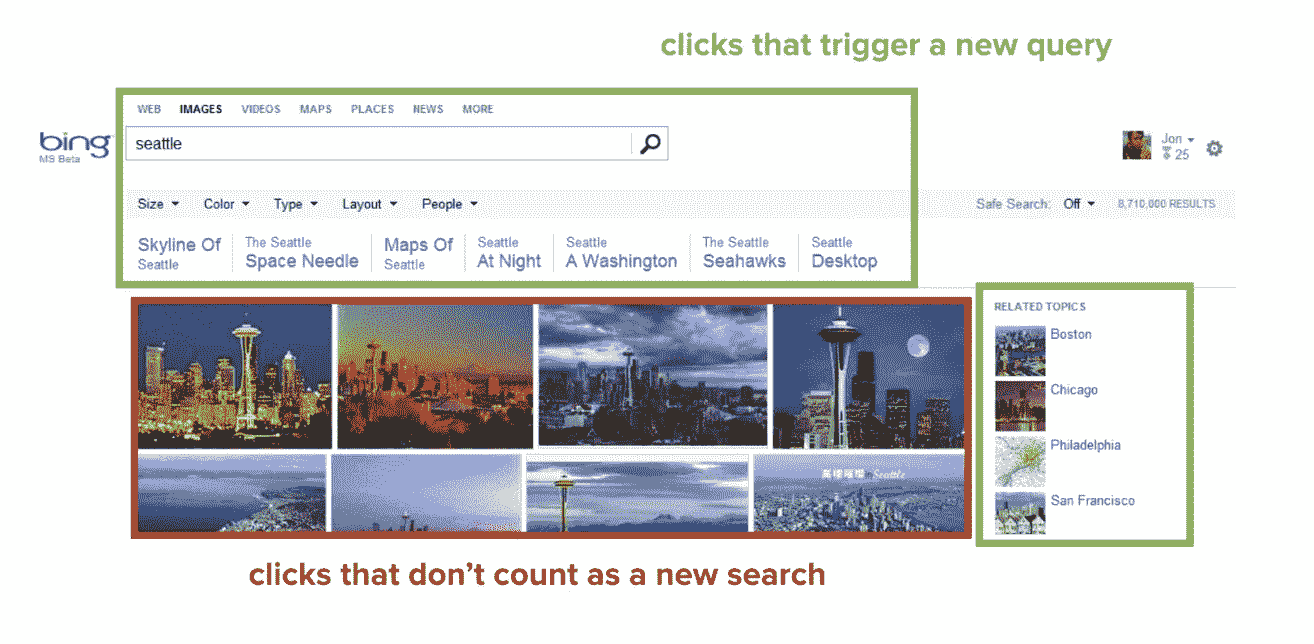 clicks that trigger a new query
WEB IMAGES VIDEOS MAPS PLACES NEWS MORE
bing
MS Beta
seattle
Jon
25
Size Color Type Layout People
Safe Search: Off 8,710,000 RESULTS
Skyline Of
Seattle
The Seattle
Space Needle
Maps Of
Seattle
Seattle
At Night
Seattle
A Washington
The Seattle
Seahawks
Seattle
Desktop
RELATED TOPICS
Boston
Chicago
Philadelphia
San Francisco
Seattle
clicks that don't count as a new search